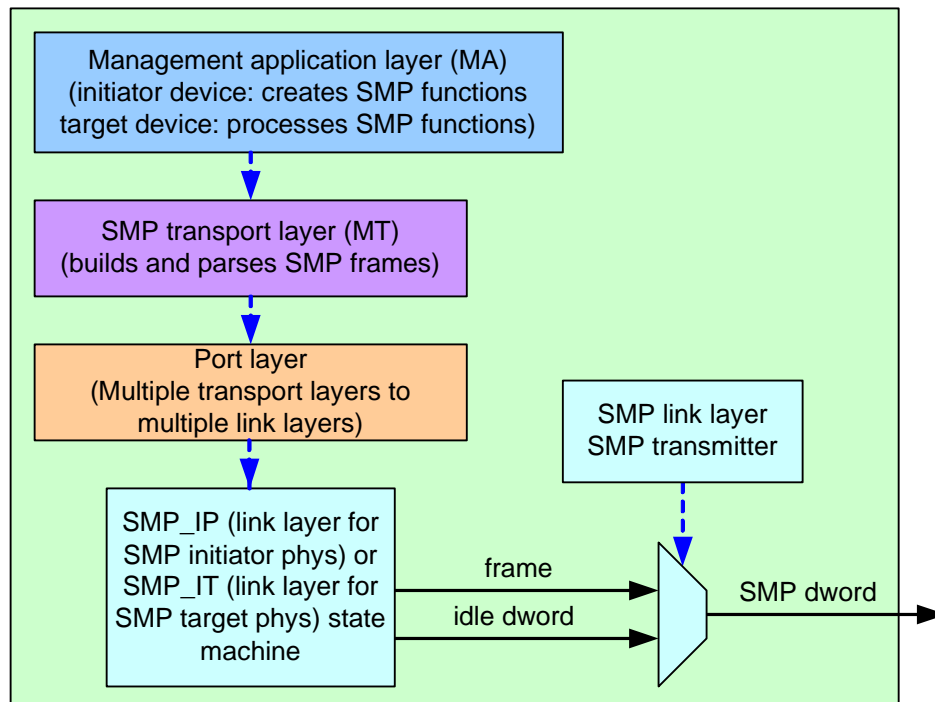 Management application layer (MA)
(initiator device: creates SMP functions
target device: processes SMP functions)
SMP transport layer (MT)
(builds and parses SMP frames)
Port layer
(Multiple transport layers to
multiple link layers)
SMP link layer
SMP transmitter
SMP_IP (link layer for
SMP initiator phys) or
SMP_IT (link layer for
SMP target phys) state
machine
frame
idle dword
SMP dword